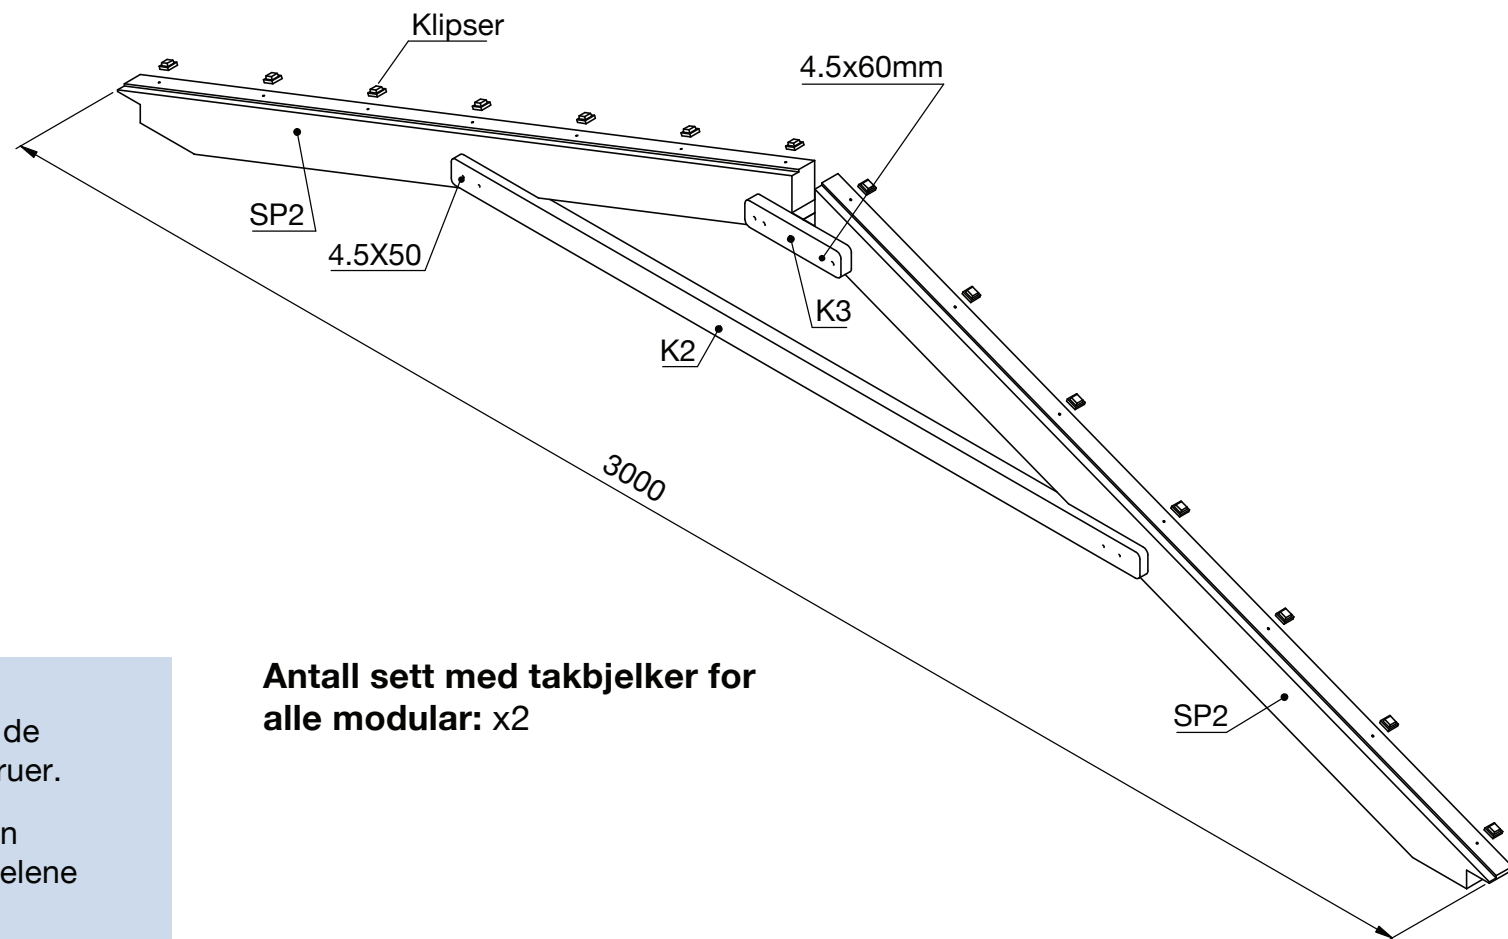 Klipser
4.5x60mm
SP2
4.5X50
K3
K2
3000
Antall sett med takbjelker for
alle modular: x2
SP2
de
ruer.
n
elene